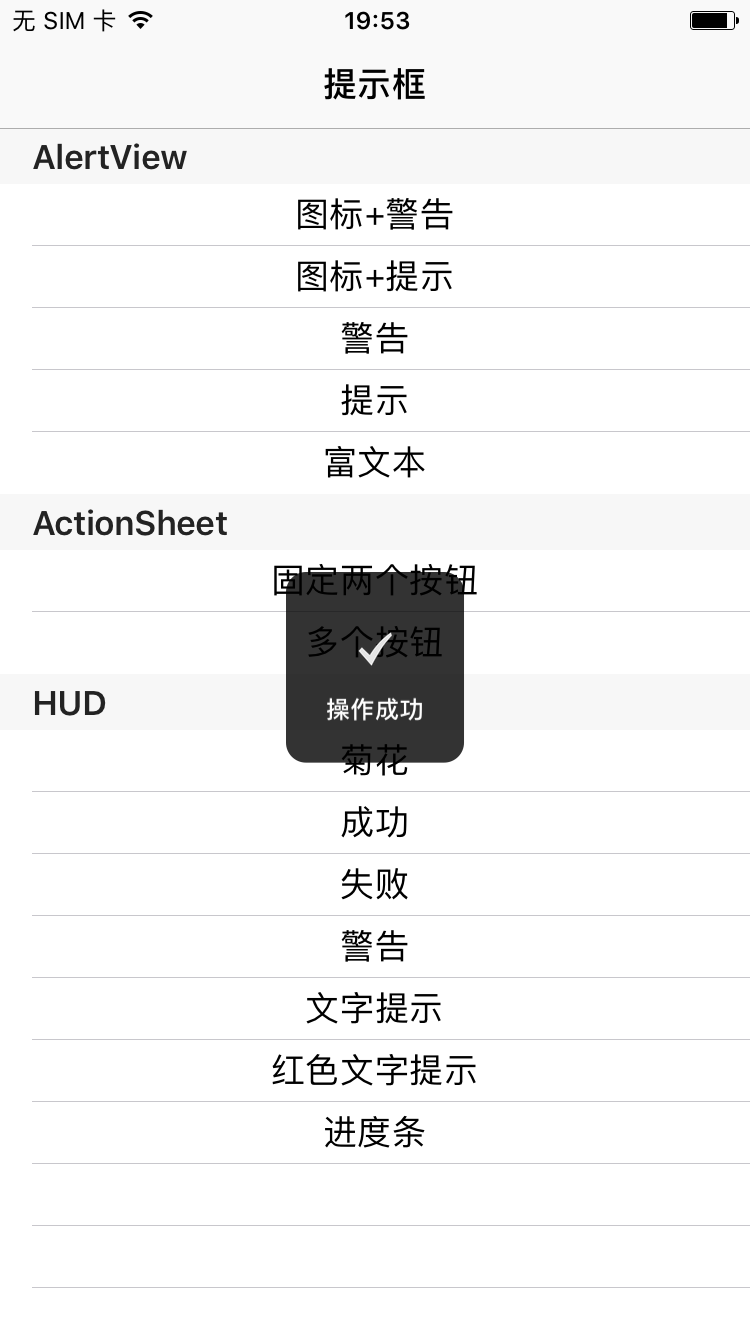 无 SIM 卡 19:53
提示框
AlertView
图标+警告
图标+提示
警告
提示
富文本
ActionSheet
固定两个按钮
多个按钮
操作成功
HUD
菊花
成功
失败
警告
文字提示
红色文字提示
进度条